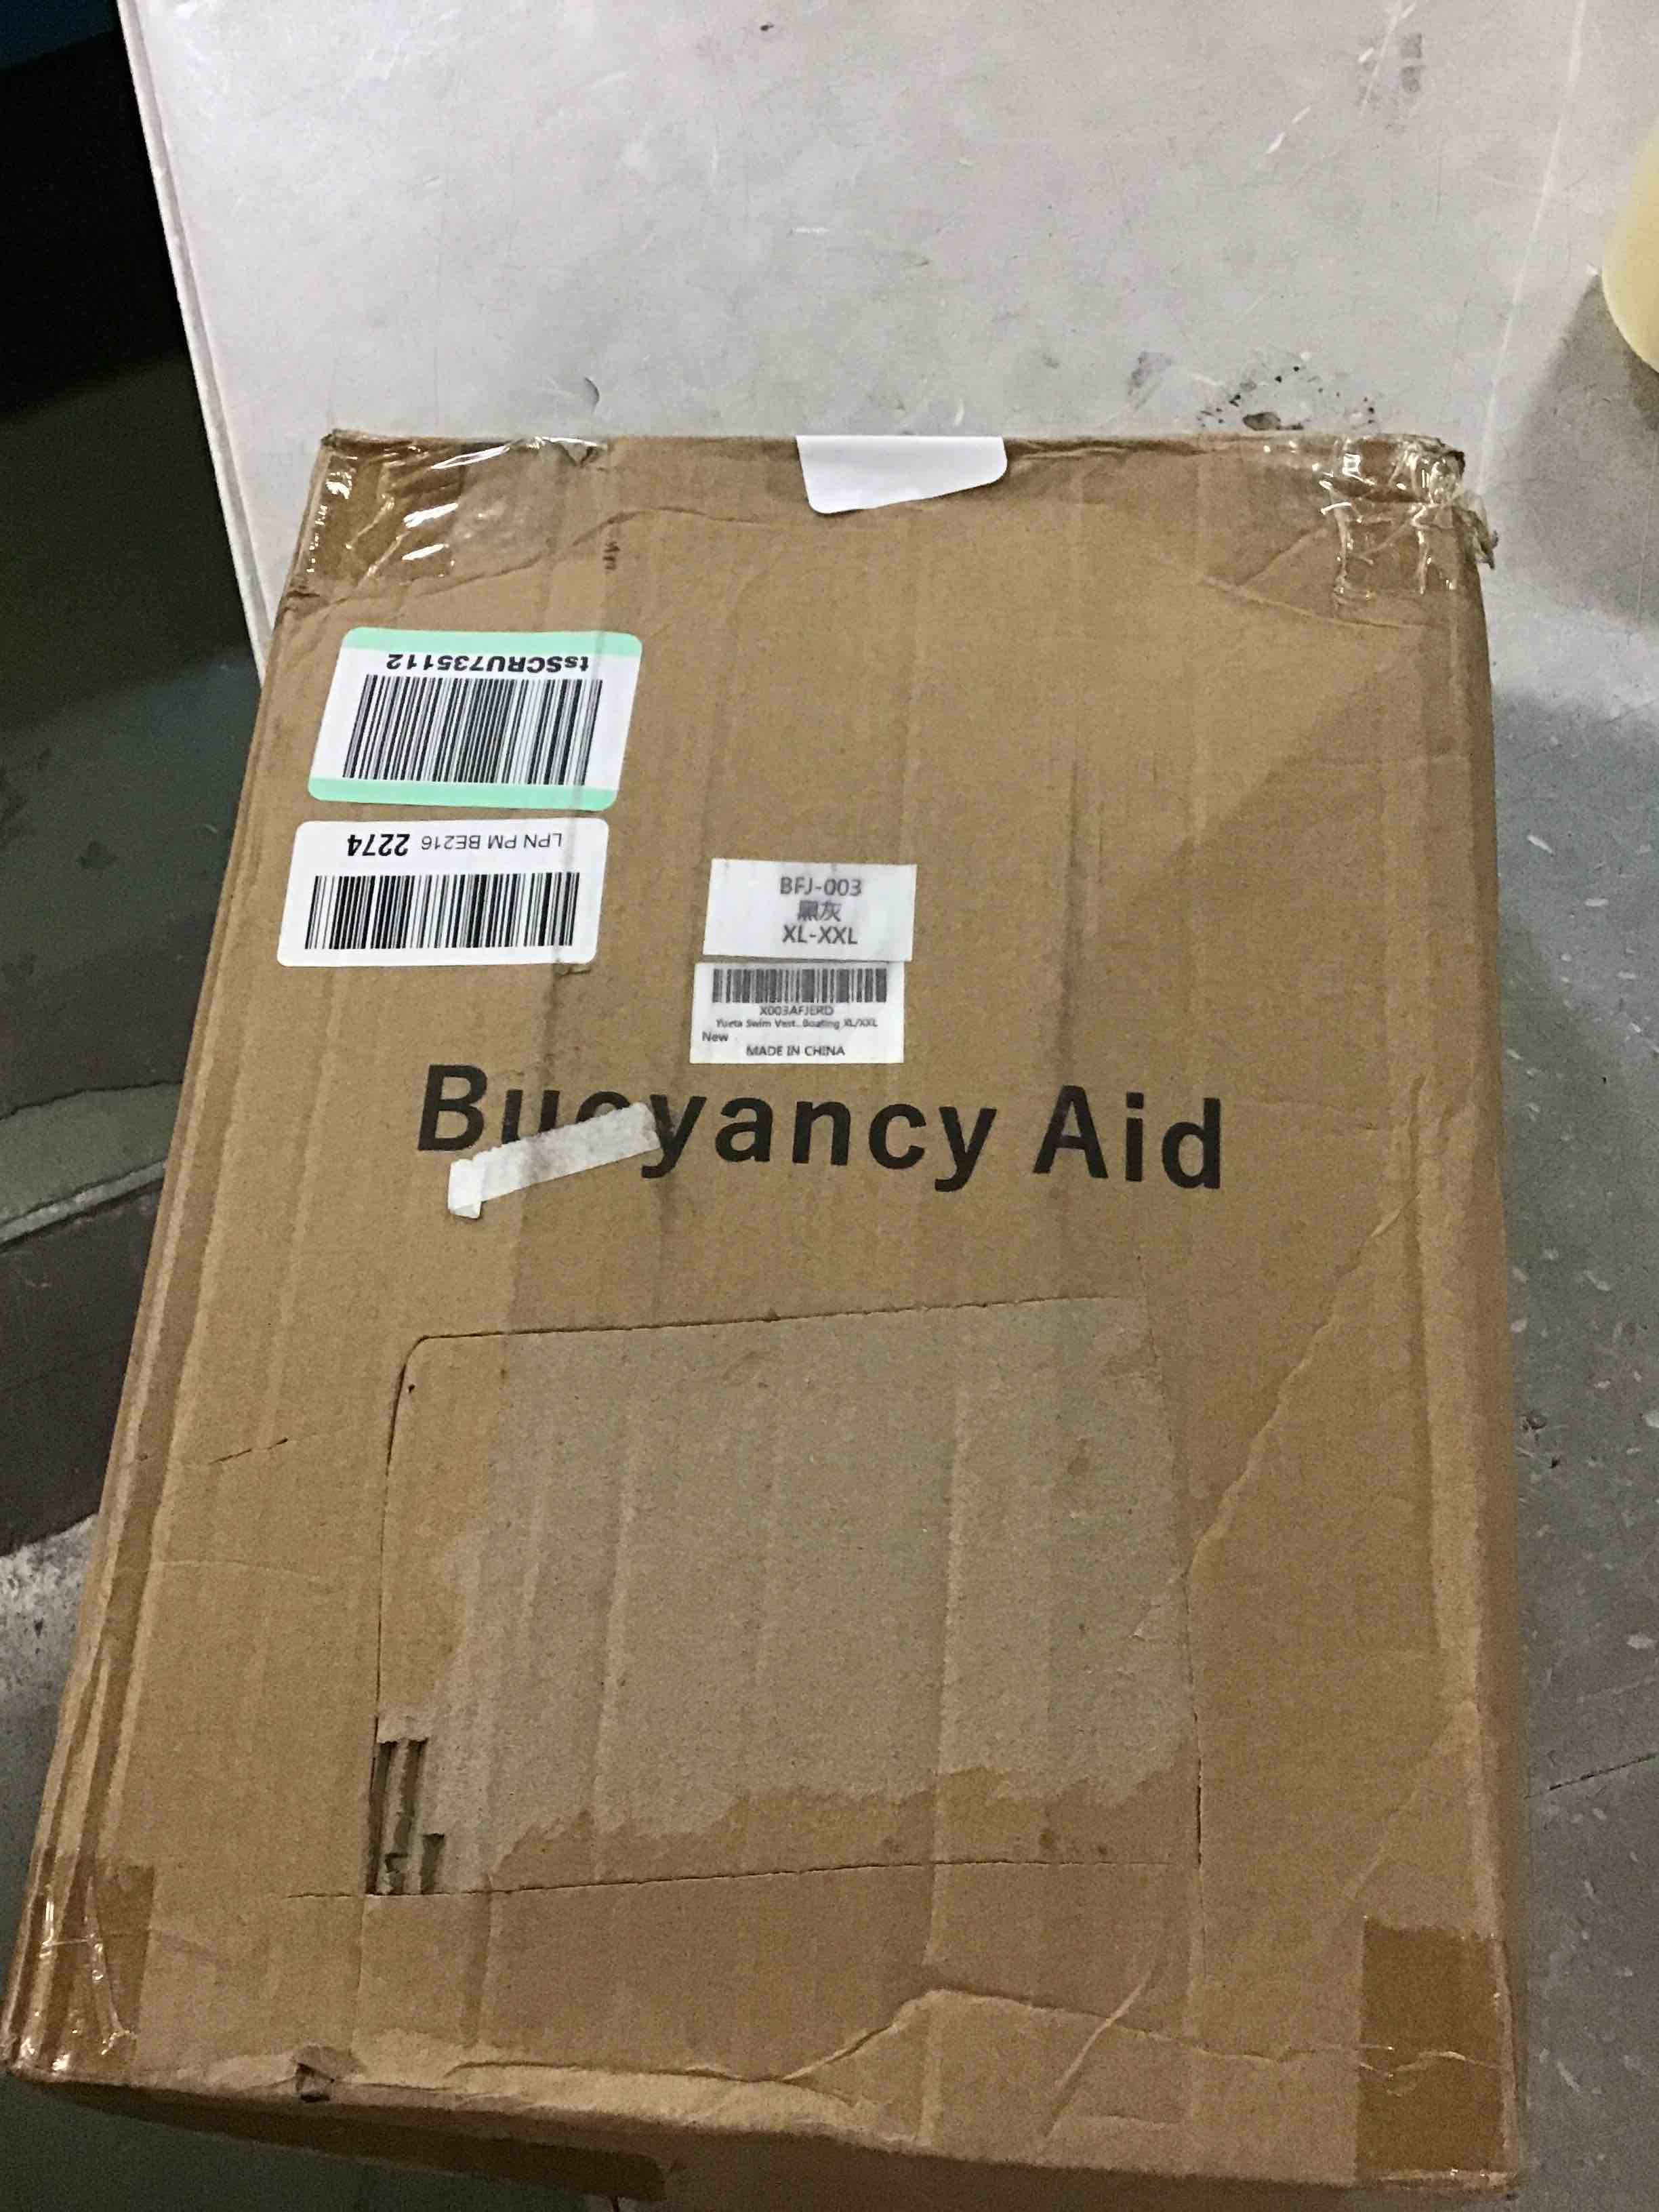 tsSCRU735112
LPN PM BE216 2274
BFJ-003
黑灰
XL-XXL
X003AFJERD
Yueta Swim Vest...Boating XL/XXL
New
MADE IN CHINA
Buoyancy Aid